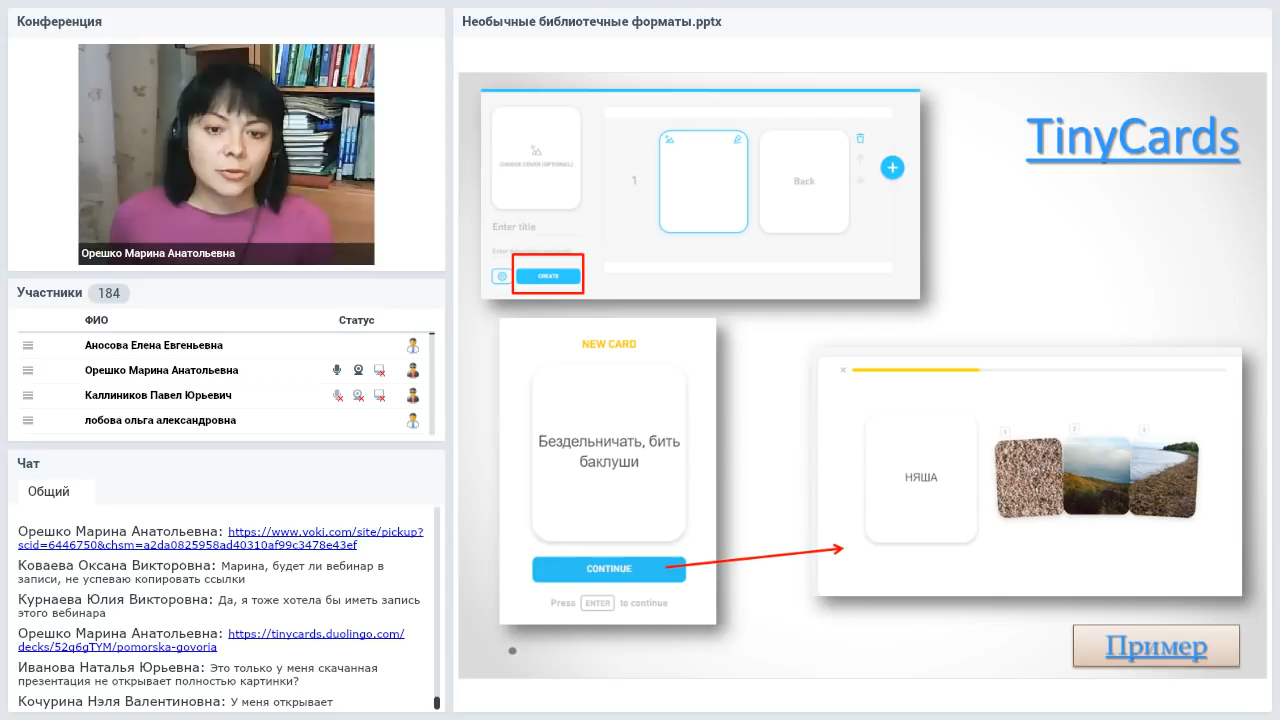 Конференция
Орешко Марина Анатольевна
Участники 184
ФИО Статус
Аносова Елена Евгеньевна
Орешко Марина Анатольевна
Каллиников Павел Юрьевич
лобова ольга александровна
Чат
Общий
Орешко Марина Анатольевна: https://www.voki.com/site/pickup?
scid=6446750&chsm=a2da0825958ad40310af99c3478e43ef
Коваева Оксана Викторовна: Марина, будет ли вебинар в
записи, не успеваю копировать ссылки
Курнаева Юлия Викторовна: Да, я тоже хотела бы иметь запись
этого вебинара
Орешко Марина Анатольевна: https://tinycards.duolingo.com/
decks/52q6gTYM/pomorska-govoria
Иванова Наталья Юрьевна: Это только у меня скачанная
презентация не открывает полностью картинки?
Кочурина Нэля Валентиновна: У меня открывает
Необычные библиотечные форматы.pptx
TinyCards
CHOOSE COVER (OPTIONAL)
Enter title
CREATE
1
Back
NEW CARD
Бездельничать, бить
баклуши
CONTINUE
Press ENTER to continue
НЯША
1 2 3
Пример